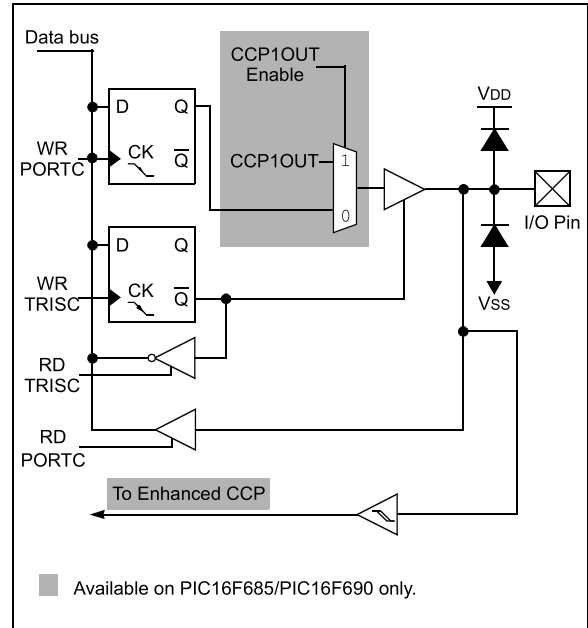 Data bus
CCP1OUT
Enable
VDD
D Q
WR
PORTC
CK
Q
CCP1OUT
1
0
I/O Pin
D Q
WR
TRISC
CK
Q
VSS
RD
TRISC
RD
PORTC
To Enhanced CCP
Available on PIC16F685/PIC16F690 only.